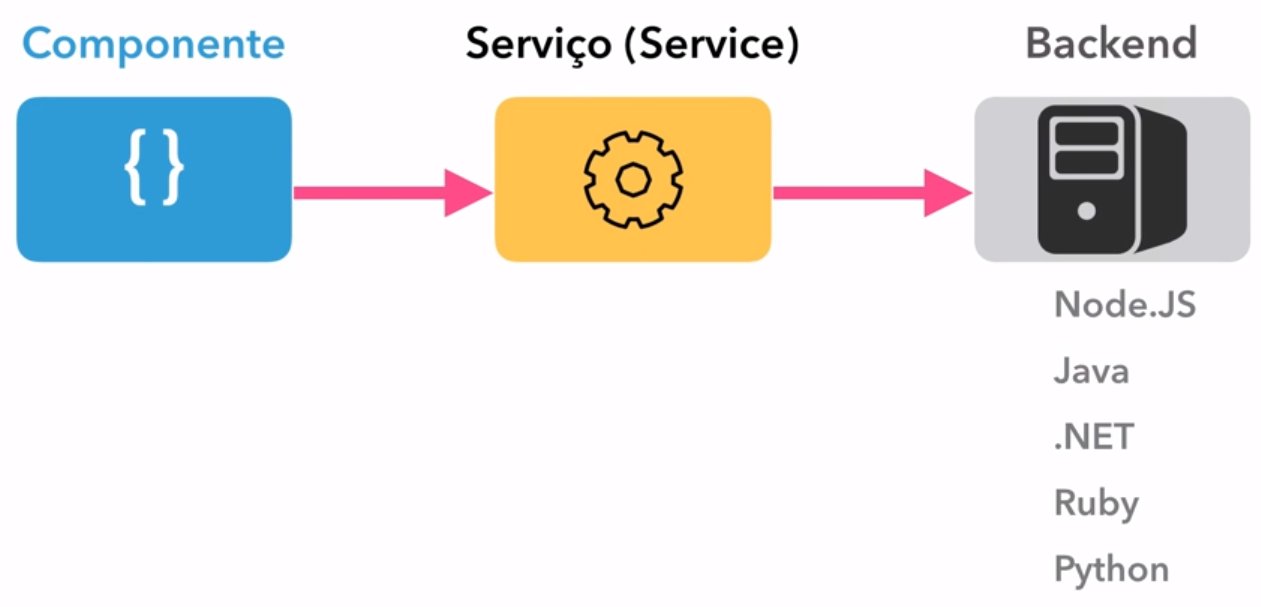 Componente
Serviço (Service)
Backend
{ }
Node.JS
Java
.NET
Ruby
Python